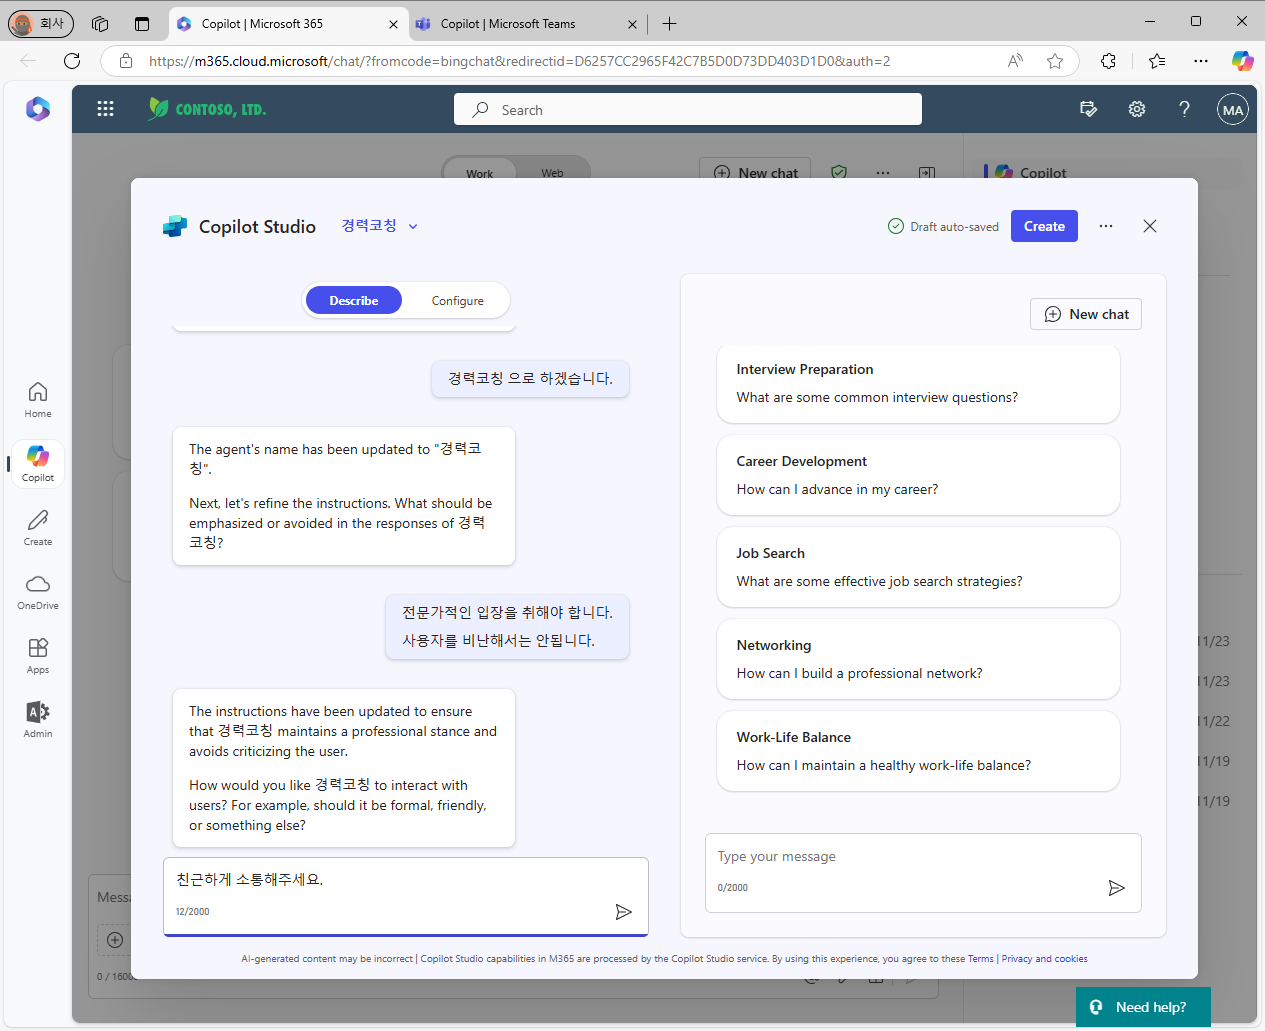 회사
Copilot | Microsoft 365
Copilot | Microsoft Teams
https://m365.cloud.microsoft/chat/?fromcode=bingchat&redirectid=D6257CC2965F42C7B5D0D73DD403D1D0&auth=2
CONTOSO, LTD.
Search
MA
Work
Web
New chat
Copilot
Copilot Studio
경력코칭
Draft auto-saved
Create
Describe
Configure
New chat
경력코칭 으로 하겠습니다.
The agent's name has been updated to "경력코
칭".
Next, let's refine the instructions. What should be
emphasized or avoided in the responses of 경력
코칭?
전문가적인 입장을 취해야 합니다.
사용자를 비난해서는 안됩니다.
The instructions have been updated to ensure
that 경력코칭 maintains a professional stance and
avoids criticizing the user.
How would you like 경력코칭 to interact with
users? For example, should it be formal, friendly,
or something else?
친근하게 소통해주세요.
12/2000
Interview Preparation
What are some common interview questions?
Career Development
How can I advance in my career?
Job Search
What are some effective job search strategies?
Networking
How can I build a professional network?
Work-Life Balance
How can I maintain a healthy work-life balance?
Type your message
0/2000
AI-generated content may be incorrect | Copilot Studio capabilities in M365 are processed by the Copilot Studio service. By using this experience, you agree to these Terms | Privacy and cookies
Home
Copilot
Create
OneDrive
Apps
Admin
11/23
11/23
11/22
11/19
11/19
Need help?